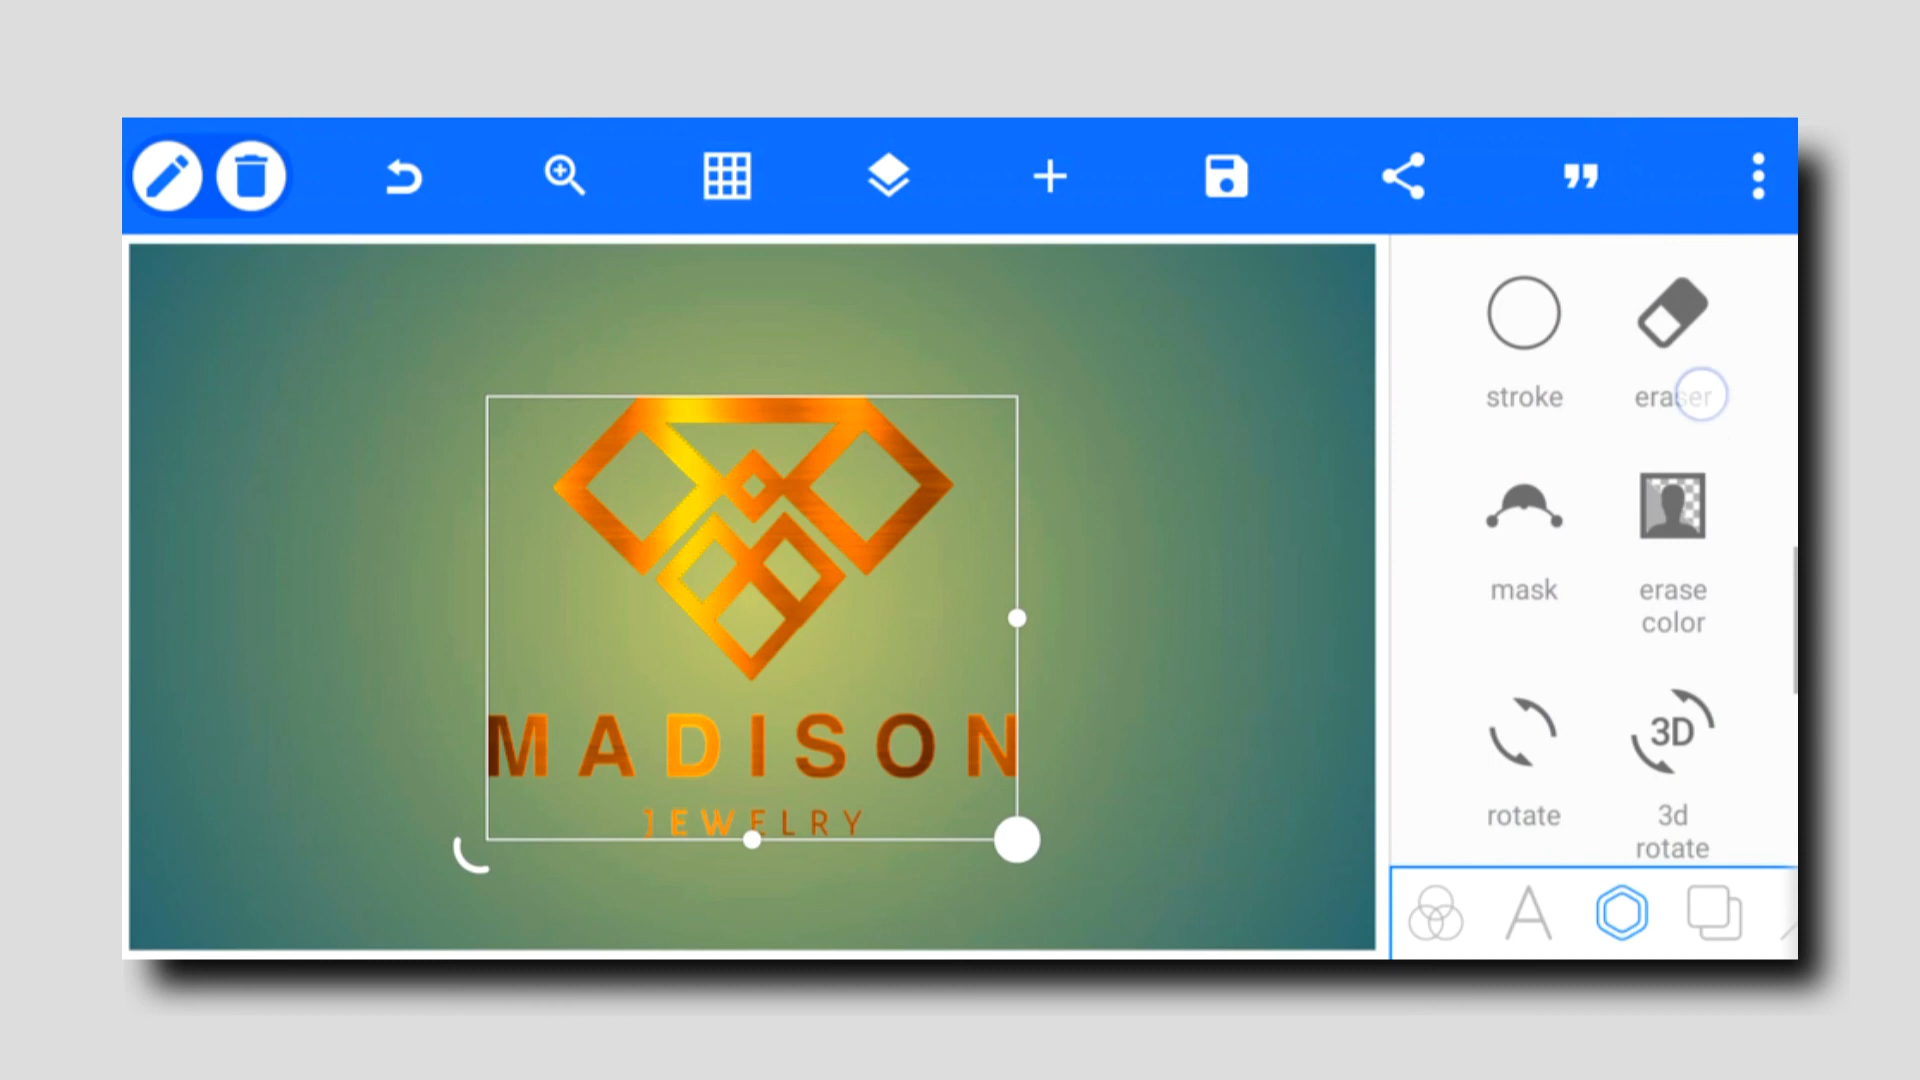 stroke
eraser
mask
erase
color
rotate
3D
3d
rotate
MADISON
JEWELRY
A